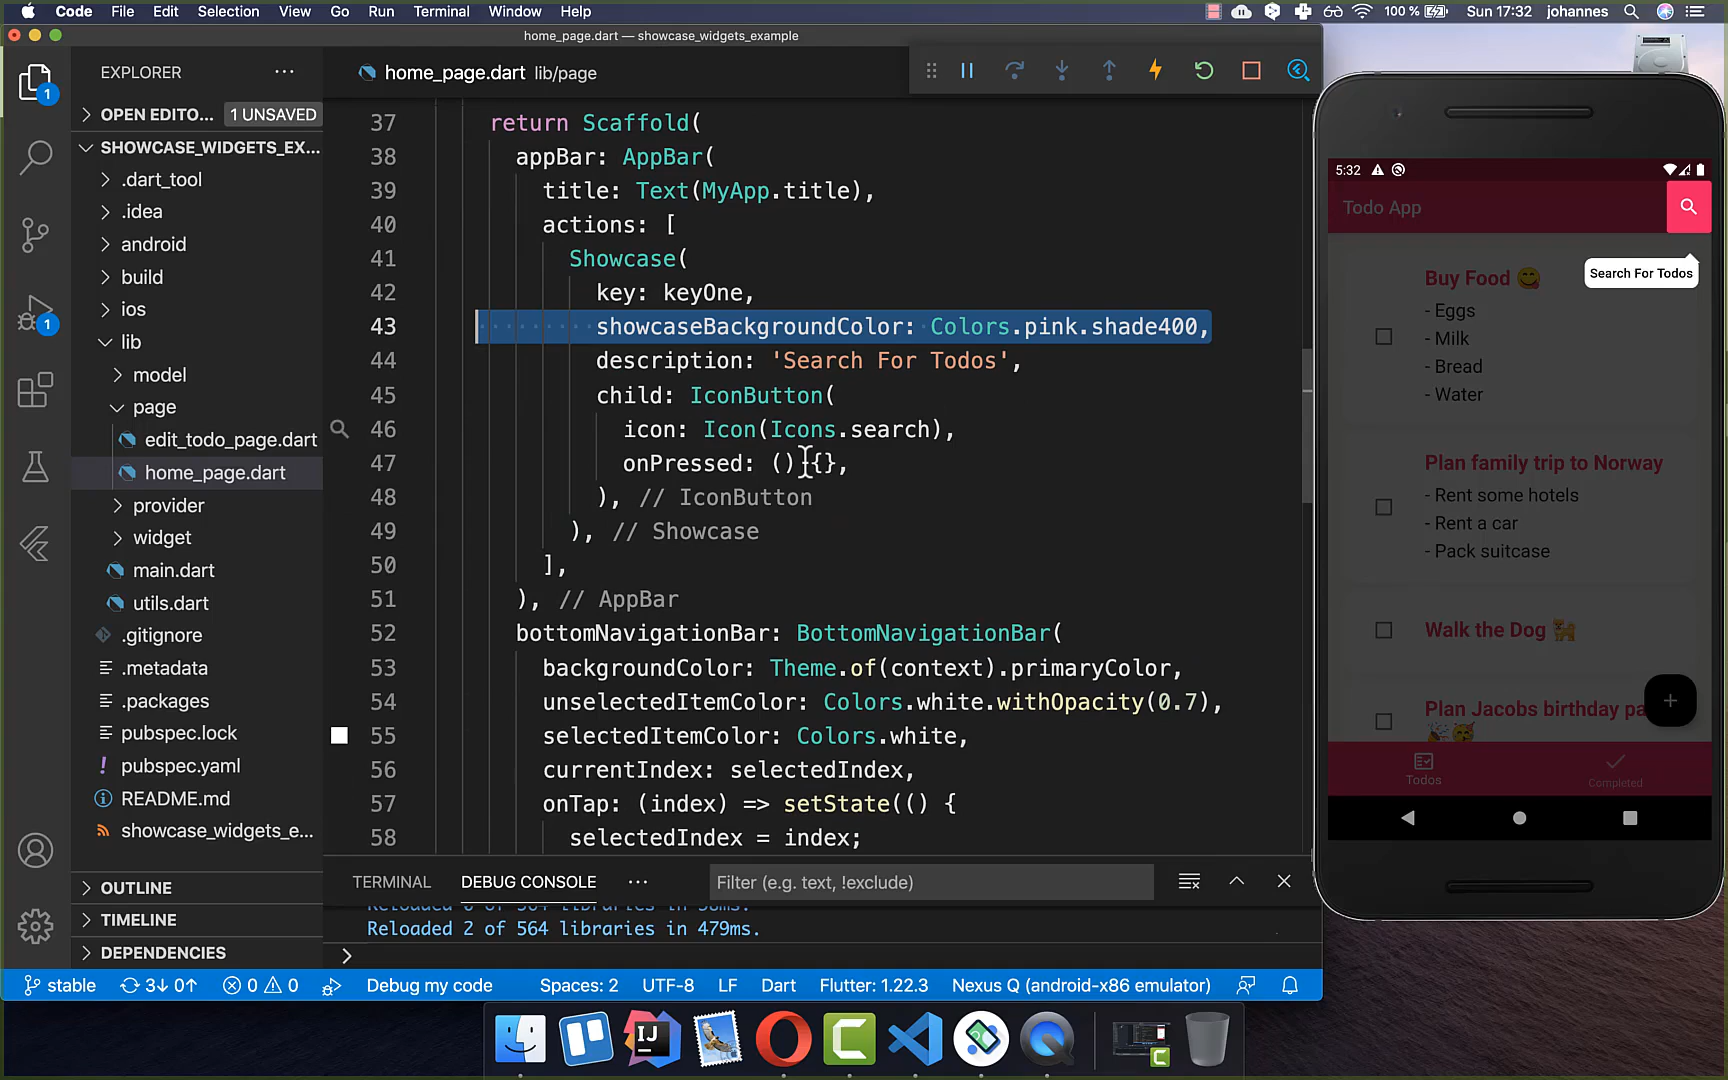 Code File Edit Selection View Go Run Terminal Window Help
100 % Sun 17:32 johannes
home_page.dart — showcase_widgets_example
EXPLORER
OPEN EDITO... 1 UNSAVED
SHOWCASE_WIDGETS_EX...
.dart_tool
.idea
android
build
ios
lib
model
page
edit_todo_page.dart
home_page.dart
provider
widget
main.dart
utils.dart
.gitignore
.metadata
.packages
pubspec.lock
pubspec.yaml
README.md
showcase_widgets_e...
OUTLINE
TIMELINE
DEPENDENCIES
1
1
home_page.dart lib/page
37 return Scaffold(
38 appBar: AppBar(
39 title: Text(MyApp.title),
40 actions: [
41 Showcase(
42 key: keyOne,
43 showcaseBackgroundColor: Colors.pink.shade400,
44 description: 'Search For Todos',
45 child: IconButton(
46 icon: Icon(Icons.search),
47 onPressed: () {},
48 ), // IconButton
49 ), // Showcase
50 ],
51 ), // AppBar
52 bottomNavigationBar: BottomNavigationBar(
53 backgroundColor: Theme.of(context).primaryColor,
54 unselectedItemColor: Colors.white.withOpacity(0.7),
55 selectedItemColor: Colors.white,
56 currentIndex: selectedIndex,
57 onTap: (index) => setState(() {
58 selectedIndex = index;
TERMINAL DEBUG CONSOLE Filter (e.g. text, !exclude)
Reloaded 2 of 564 libraries in 479ms.
stable 3↓ 0↑ 0 0 Debug my code Spaces: 2 UTF-8 LF Dart Flutter: 1.22.3 Nexus Q (android-x86 emulator)
5:32
Todo App
Search For Todos
Buy Food 😋
- Eggs
- Milk
- Bread
- Water
Plan family trip to Norway
- Rent some hotels
- Rent a car
- Pack suitcase
Walk the Dog 🐕
Plan Jacobs birthday pa
Todos Completed
IJ
C
C